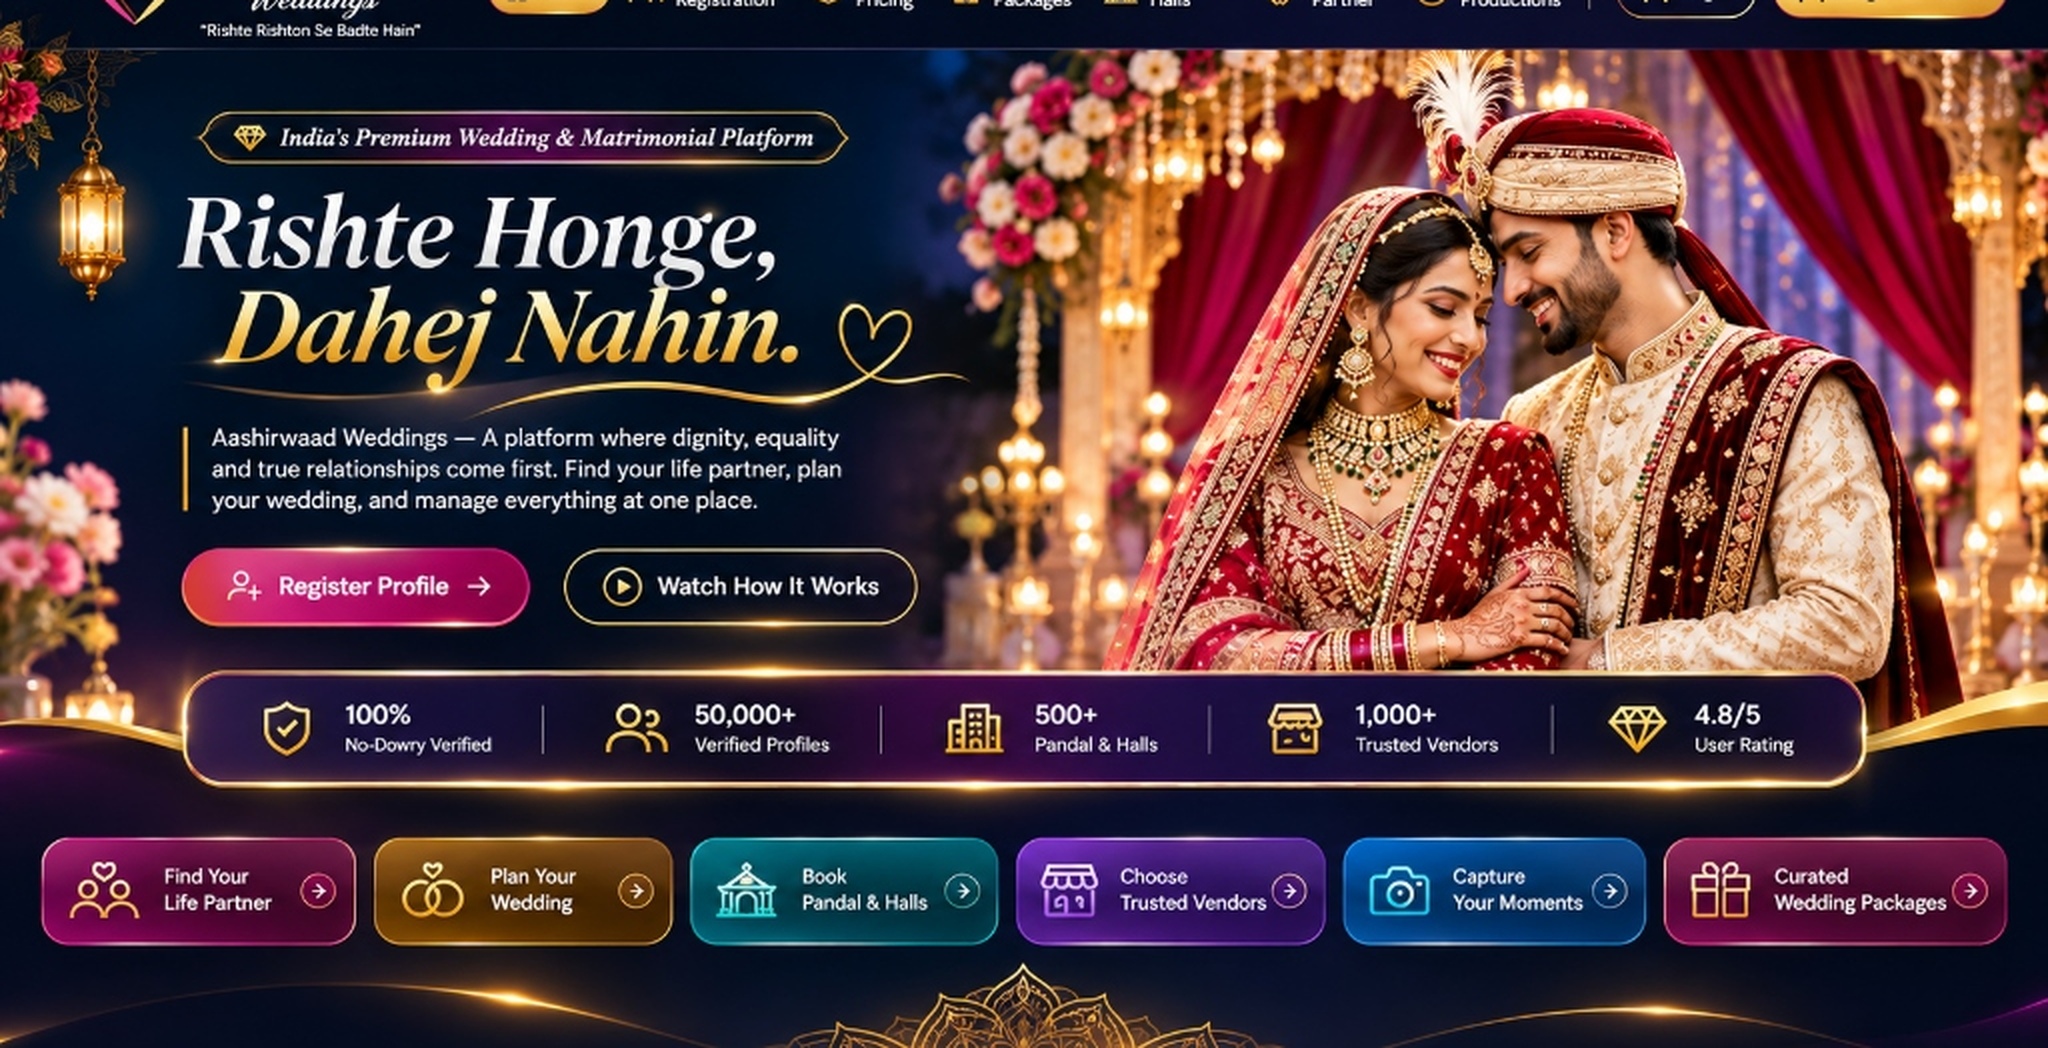 Weddings
"Rishte Rishton Se Badte Hain"
Registration
Pricing
Packages
Halls
Partner
Productions
India's Premium Wedding & Matrimonial Platform
Rishte Honge,
Dahej Nahin.
Aashirwaad Weddings — A platform where dignity, equality
and true relationships come first. Find your life partner, plan
your wedding, and manage everything at one place.
Register Profile
Watch How It Works
100%
No-Dowry Verified
50,000+
Verified Profiles
500+
Pandal & Halls
1,000+
Trusted Vendors
4.8/5
User Rating
Find Your
Life Partner
Plan Your
Wedding
Book
Pandal & Halls
Choose
Trusted Vendors
Capture
Your Moments
Curated
Wedding Packages